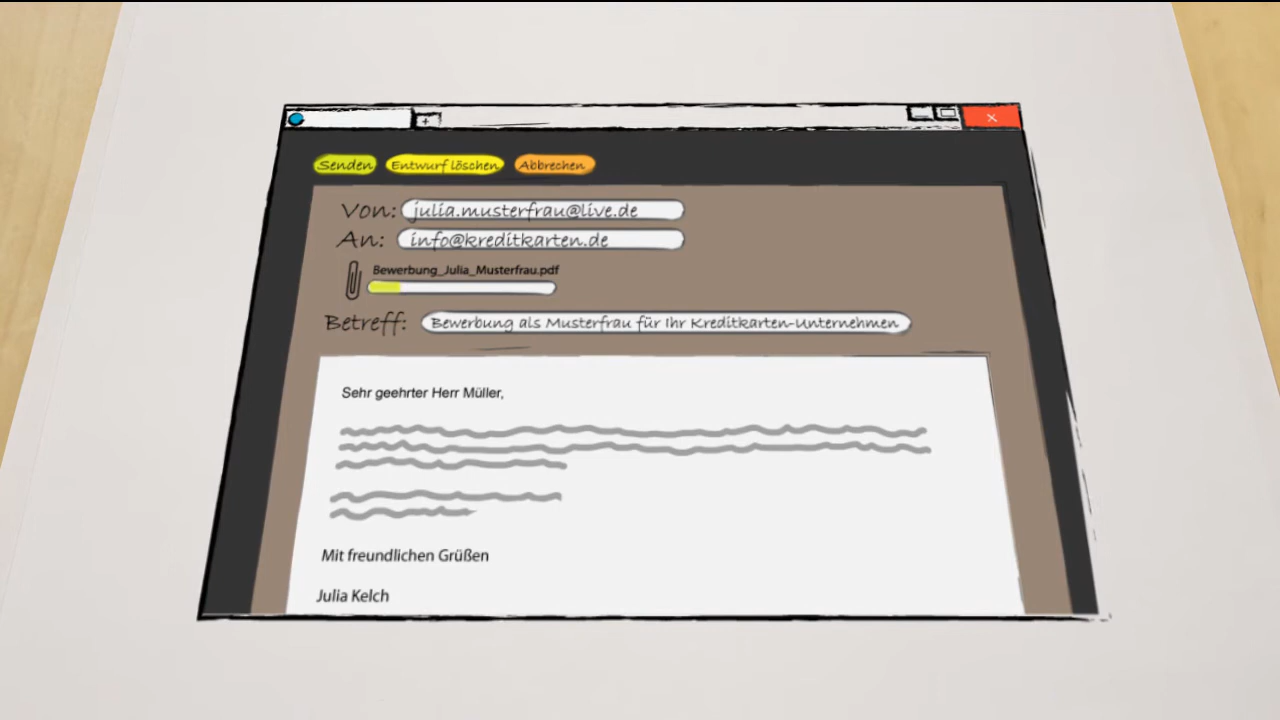 Senden Entwurf löschen Abbrechen
Von: julia.musterfrau@live.de
An: info@kreditkarten.de
Bewerbung_Julia_Musterfrau.pdf
Betreff: Bewerbung als Musterfrau für Ihr Kreditkarten-Unternehmen
Sehr geehrter Herr Müller,
Mit freundlichen Grüßen
Julia Kelch